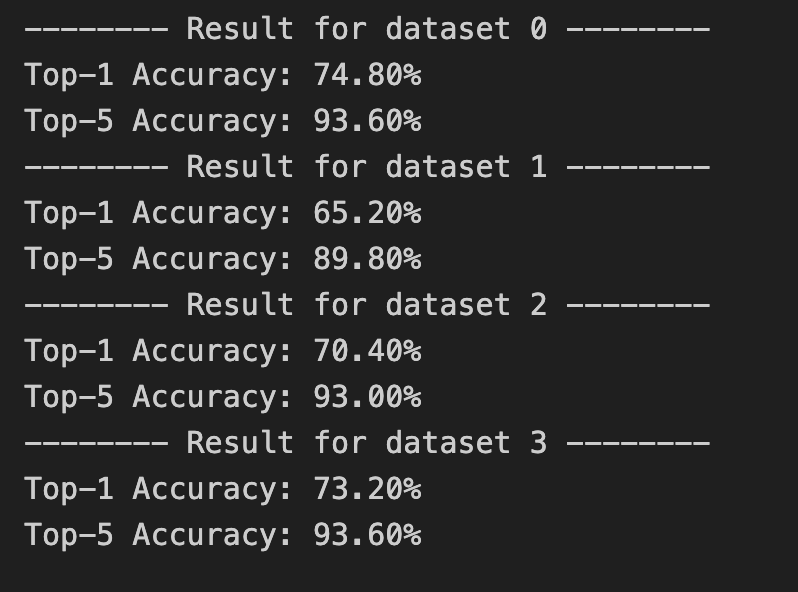 -------- Result for dataset 0 --------
Top-1 Accuracy: 74.80%
Top-5 Accuracy: 93.60%
-------- Result for dataset 1 --------
Top-1 Accuracy: 65.20%
Top-5 Accuracy: 89.80%
-------- Result for dataset 2 --------
Top-1 Accuracy: 70.40%
Top-5 Accuracy: 93.00%
-------- Result for dataset 3 --------
Top-1 Accuracy: 73.20%
Top-5 Accuracy: 93.60%